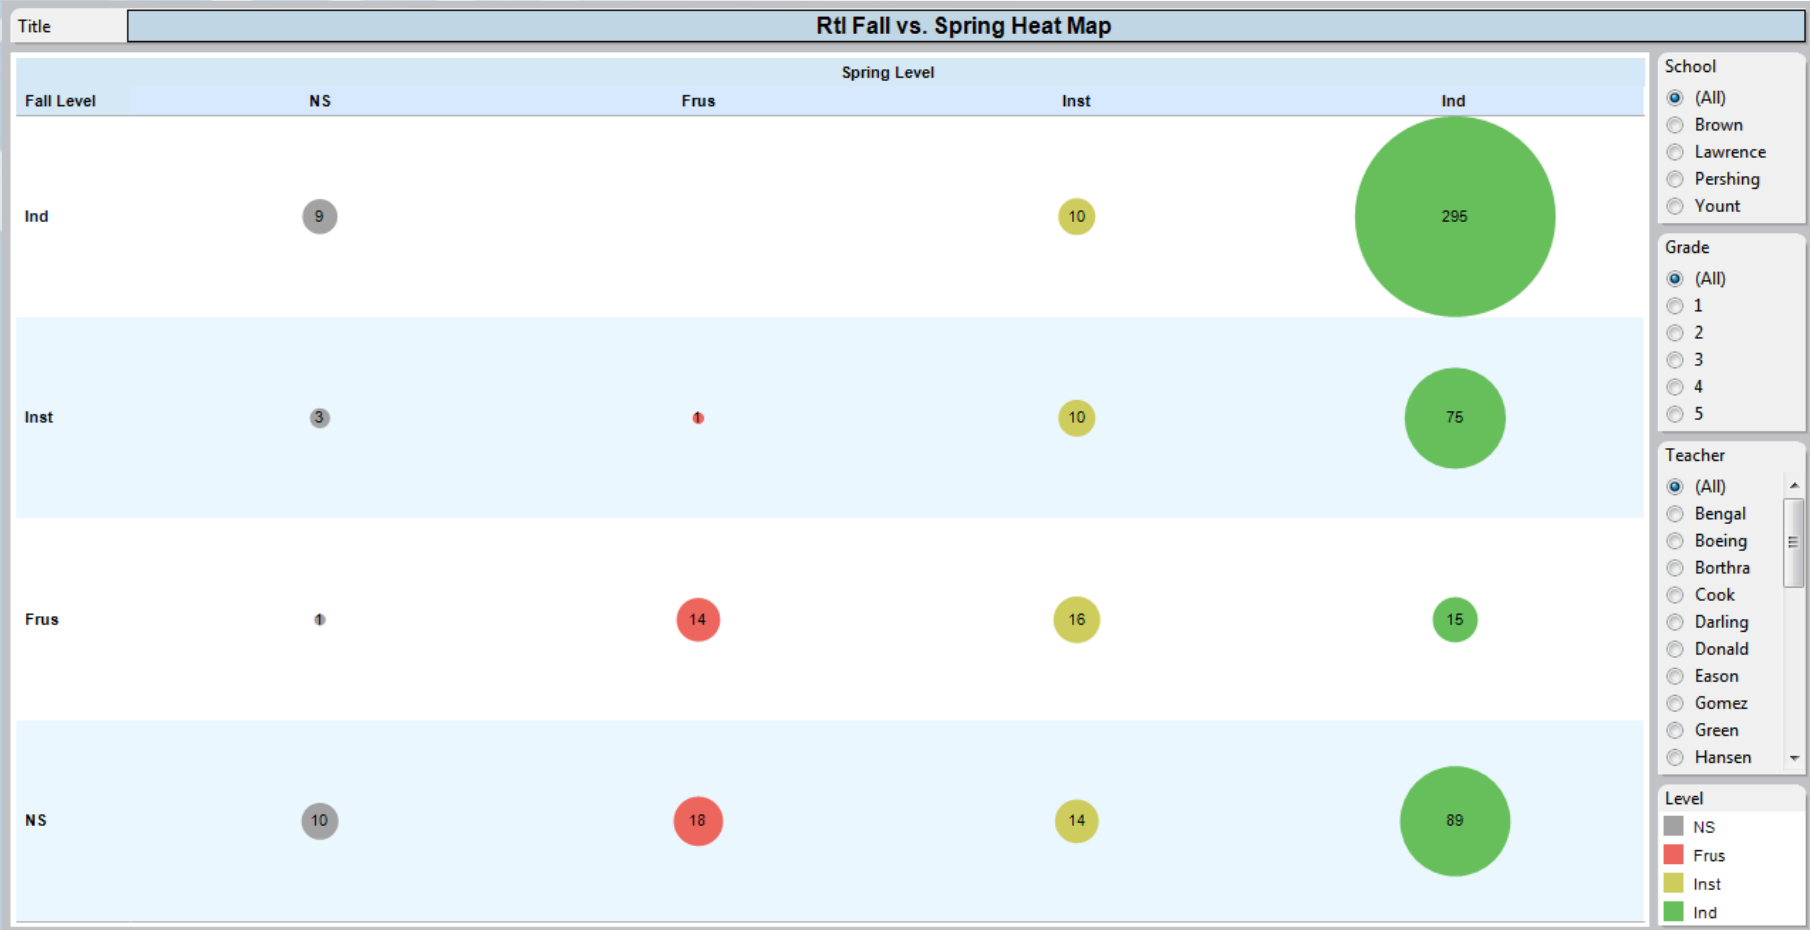 Title
RtI Fall vs. Spring Heat Map
Spring Level
Fall Level NS Frus Inst Ind
Ind 9 10 295
Inst 3 1 10 75
Frus 1 14 16 15
NS 10 18 14 89
School
(All)
Brown
Lawrence
Pershing
Yount
Grade
(All)
1
2
3
4
5
Teacher
(All)
Bengal
Boeing
Borthra
Cook
Darling
Donald
Eason
Gomez
Green
Hansen
Level
NS
Frus
Inst
Ind